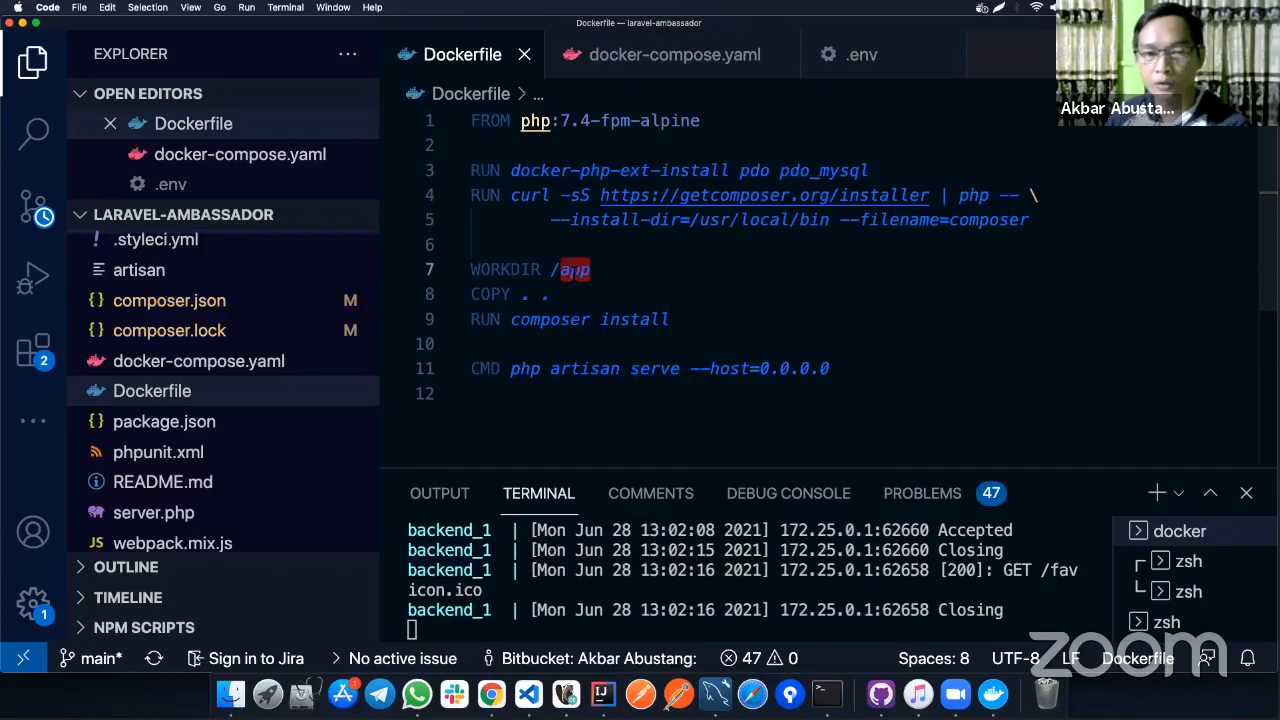 Code File Edit Selection View Go Run Terminal Window Help
Dockerfile — laravel-ambassador
EXPLORER
OPEN EDITORS
Dockerfile
docker-compose.yaml
.env
LARAVEL-AMBASSADOR
.styleci.yml
artisan
composer.json M
composer.lock M
docker-compose.yaml
Dockerfile
package.json
phpunit.xml
README.md
server.php
webpack.mix.js
OUTLINE
TIMELINE
NPM SCRIPTS
2
1
Dockerfile docker-compose.yaml .env
Dockerfile > ...
1 FROM php:7.4-fpm-alpine
2
3 RUN docker-php-ext-install pdo pdo_mysql
4 RUN curl -sS https://getcomposer.org/installer | php -- \
5 --install-dir=/usr/local/bin --filename=composer
6
7 WORKDIR /app
8 COPY . .
9 RUN composer install
10
11 CMD php artisan serve --host=0.0.0.0
12
Akbar Abusta...
OUTPUT TERMINAL COMMENTS DEBUG CONSOLE PROBLEMS 47
backend_1 | [Mon Jun 28 13:02:08 2021] 172.25.0.1:62660 Accepted
backend_1 | [Mon Jun 28 13:02:15 2021] 172.25.0.1:62660 Closing
backend_1 | [Mon Jun 28 13:02:16 2021] 172.25.0.1:62658 [200]: GET /fav
icon.ico
backend_1 | [Mon Jun 28 13:02:16 2021] 172.25.0.1:62658 Closing
docker
zsh
zsh
zsh
main* Sign in to Jira No active issue Bitbucket: Akbar Abustang: 47 0 Spaces: 8 UTF-8 LF Dockerfile
zoom
1